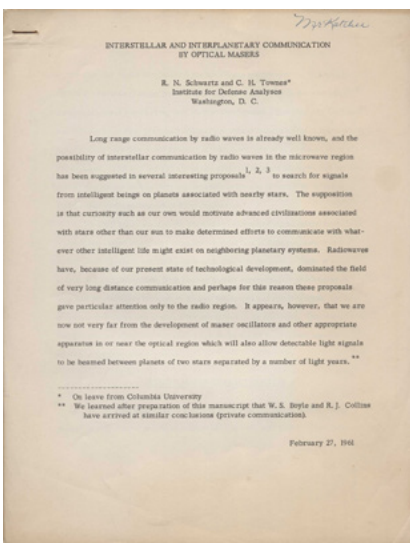 INTERSTELLAR AND INTERPLANETARY COMMUNICATION
BY OPTICAL MASERS
R. N. Schwartz and C. H. Townes*
Institute for Defense Analyses
Washington, D. C.
Long range communication by radio waves is already well known, and the
possibility of interstellar communication by radio waves in the microwave region
has been suggested in several interesting proposals1, 2, 3 to search for signals
from intelligent beings on planets associated with nearby stars. The supposition
is that curiosity such as our own would motivate advanced civilizations associated
with stars other than our sun to make determined efforts to communicate with what-
ever other intelligent life might exist on neighboring planetary systems. Radiowaves
have, because of our present state of technological development, dominated the field
of very long distance communication and perhaps for this reason these proposals
gave particular attention only to the radio region. It appears, however, that we are
now not very far from the development of maser oscillators and other appropriate
apparatus in or near the optical region which will also allow detectable light signals
to be beamed between planets of two stars separated by a number of light years. **
* On leave from Columbia University
** We learned after preparation of this manuscript that W. S. Boyle and R. J. Collins
have arrived at similar conclusions (private communication).
February 27, 1961